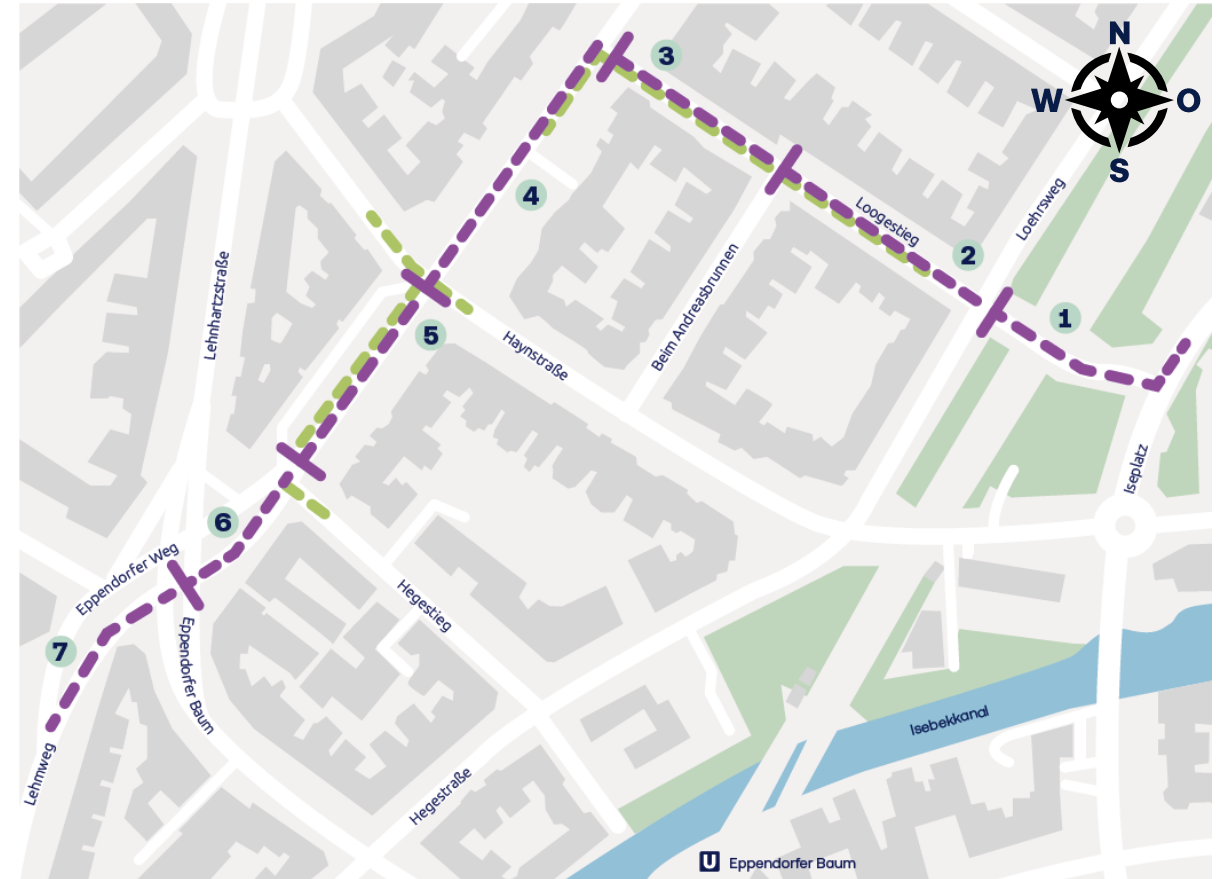 N
W
O
S
3
4
Loogestieg
Loehrsweg
2
1
5
Lehnhartzstraße
Beim Andreasbrunnen
Haynstraße
Iseplatz
6
Eppendorfer Weg
Hegestieg
7
Eppendorfer Baum
Isebekkanal
Lehmweg
Hegestraße
U Eppendorfer Baum